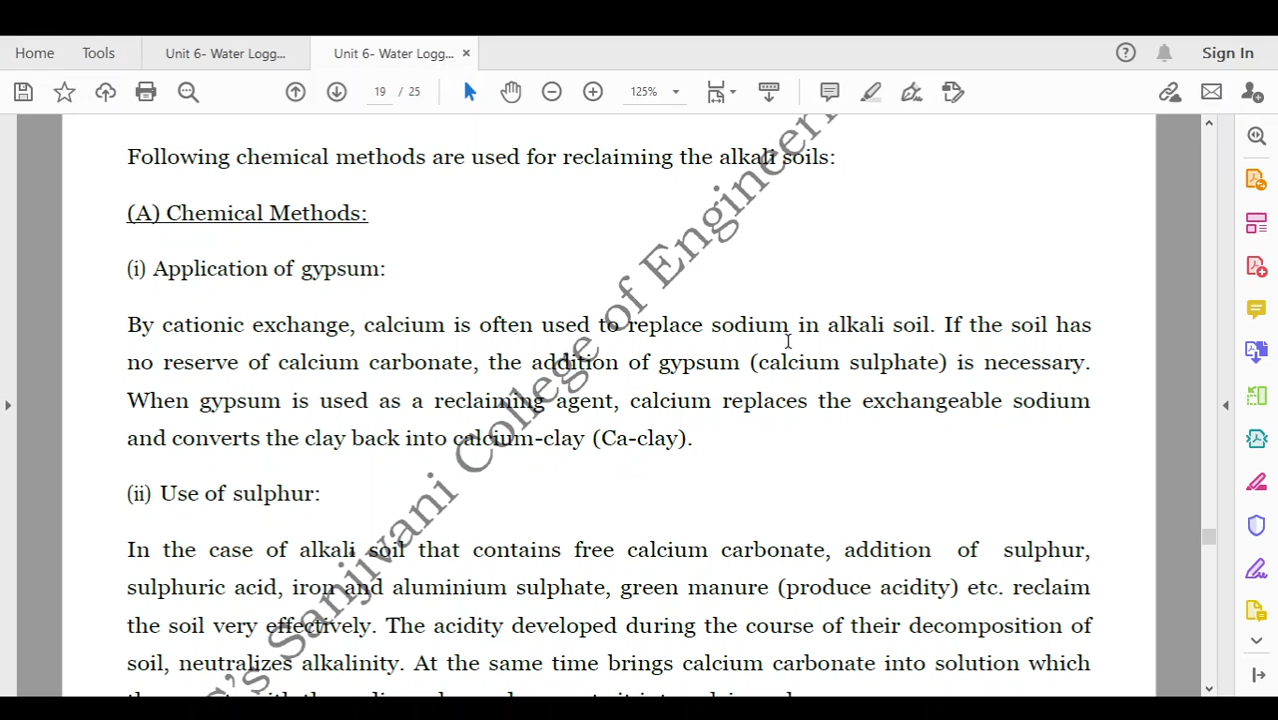 Home Tools Unit 6- Water Logg... Unit 6- Water Logg... × Sign In
19 / 25 125%
Following chemical methods are used for reclaiming the alkali soils:
(A) Chemical Methods:
(i) Application of gypsum:
By cationic exchange, calcium is often used to replace sodium in alkali soil. If the soil has
no reserve of calcium carbonate, the addition of gypsum (calcium sulphate) is necessary.
When gypsum is used as a reclaiming agent, calcium replaces the exchangeable sodium
and converts the clay back into calcium-clay (Ca-clay).
(ii) Use of sulphur:
In the case of alkali soil that contains free calcium carbonate, addition of sulphur,
sulphuric acid, iron and aluminium sulphate, green manure (produce acidity) etc. reclaim
the soil very effectively. The acidity developed during the course of their decomposition of
soil, neutralizes alkalinity. At the same time brings calcium carbonate into solution which
's Sanjivani College of Engineeri